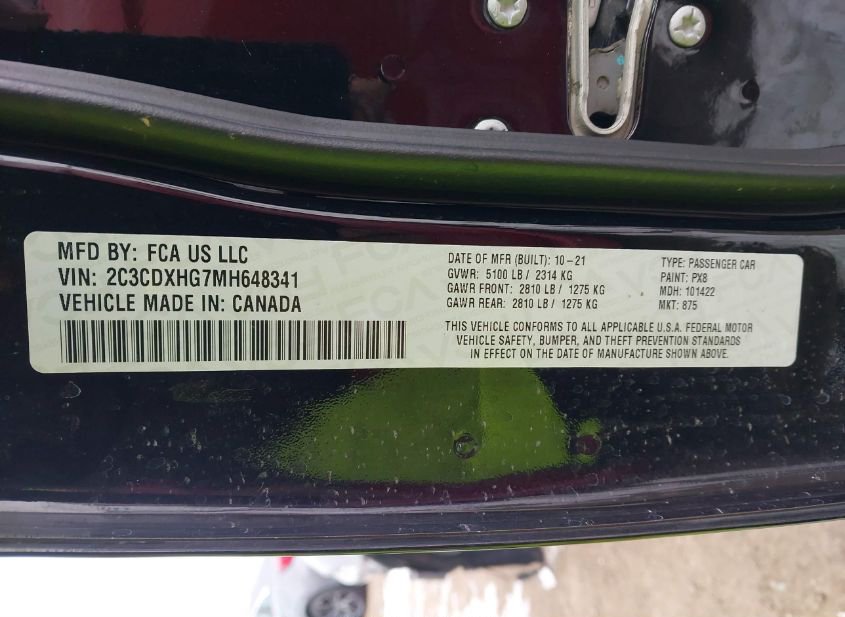 MFD BY: FCA US LLC
VIN: 2C3CDXHG7MH648341
VEHICLE MADE IN: CANADA
DATE OF MFR (BUILT): 10-21
GVWR: 5100 LB / 2314 KG
GAWR FRONT: 2810 LB / 1275 KG
GAWR REAR: 2810 LB / 1275 KG
TYPE: PASSENGER CAR
PAINT: PX8
MDH: 101422
MKT: 875
THIS VEHICLE CONFORMS TO ALL APPLICABLE U.S.A. FEDERAL MOTOR
VEHICLE SAFETY, BUMPER, AND THEFT PREVENTION STANDARDS
IN EFFECT ON THE DATE OF MANUFACTURE SHOWN ABOVE.